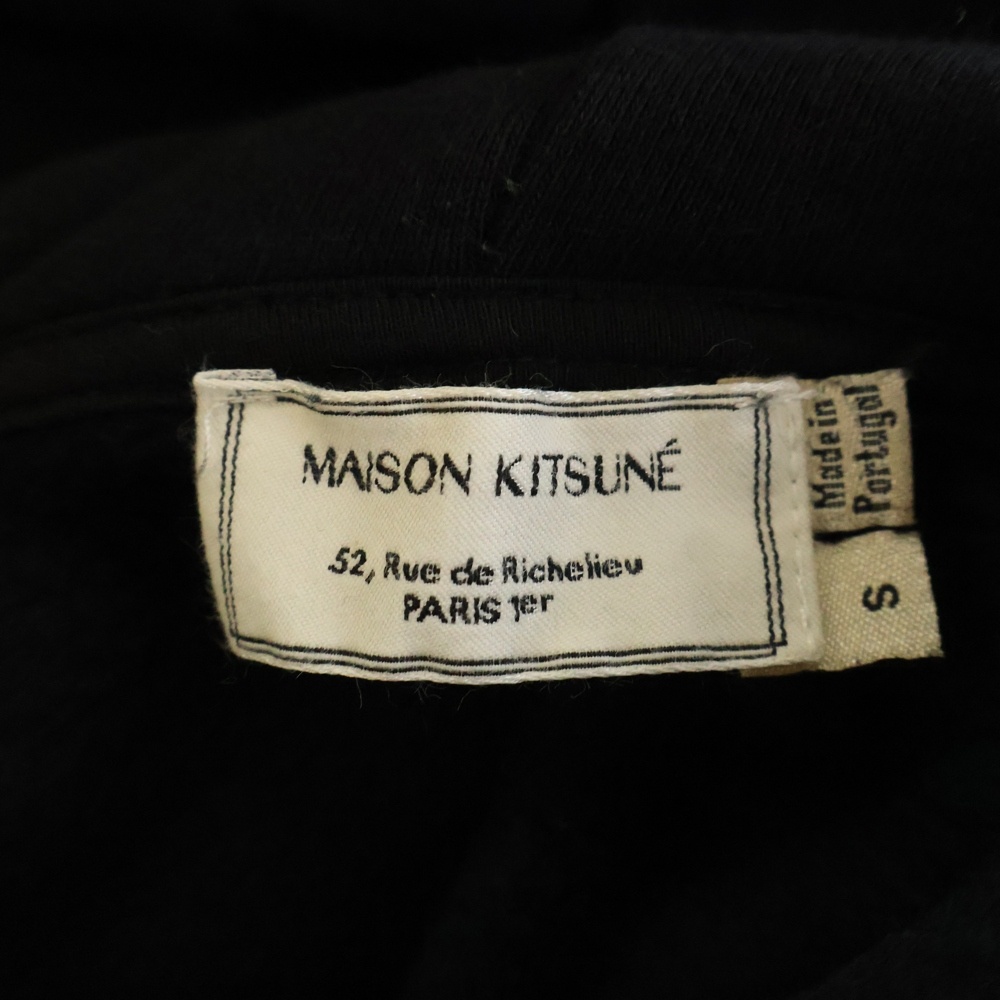 MAISON KITSUNÉ
52, Rue de Richelieu
PARIS 1er
Made in
Portugal
S